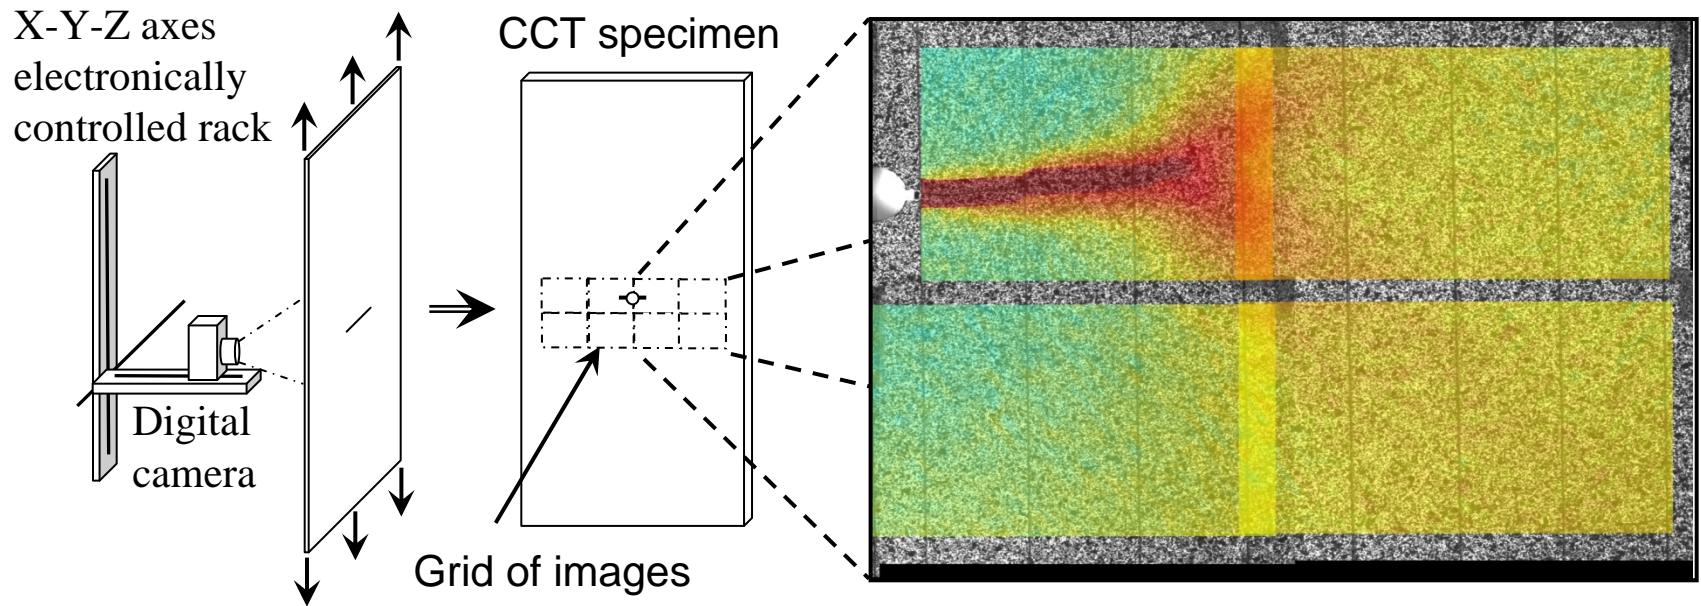 X-Y-Z axes
electronically
controlled rack
CCT specimen
Digital
camera
Grid of images